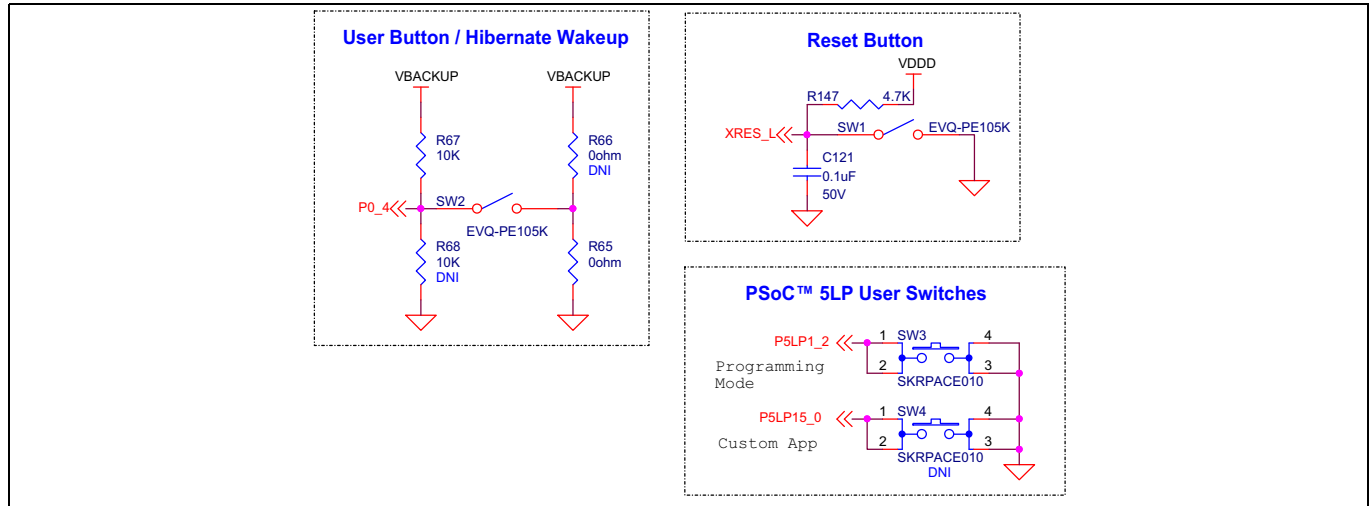 User Button / Hibernate Wakeup
VBACKUP VBACKUP
R67
10K
R66
0ohm
DNI
P0_4
SW2
EVQ-PE105K
R68
10K
DNI
R65
0ohm
Reset Button
VDDD
R147 4.7K
XRES_L
SW1
EVQ-PE105K
C121
0.1uF
50V
PSoC™ 5LP User Switches
P5LP1_2
1 SW3 4
2 3
SKRPACE010
Programming
Mode
P5LP15_0
1 SW4 4
2 3
SKRPACE010
DNI
Custom App